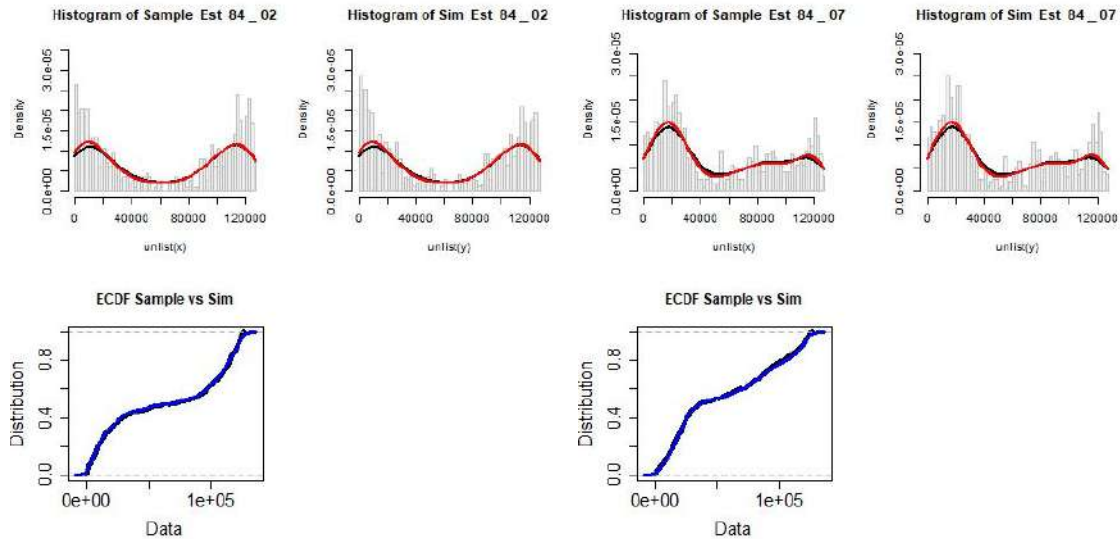 Histogram of Sample Est 84 _ 02
Histogram of Sim Est 84 _ 02
Histogram of Sample Est 84 _ 07
Histogram of Sim Est 84 _ 07
Density
0.0e+00 1.5e-05 3.0e-05
0 40000 80000 120000
unlist(x)
Density
0.0e+00 1.5e-05 3.0e-05
0 40000 80000 120000
unlist(y)
Density
0.0e+00 1.5e-05 3.0e-05
0 40000 80000 120000
unlist(x)
Density
0.0e+00 1.5e-05 3.0e-05
0 40000 80000 120000
unlist(y)
ECDF Sample vs Sim
Distribution
0.0 0.4 0.8
0e+00 1e+05
Data
ECDF Sample vs Sim
Distribution
0.0 0.4 0.8
0e+00 1e+05
Data